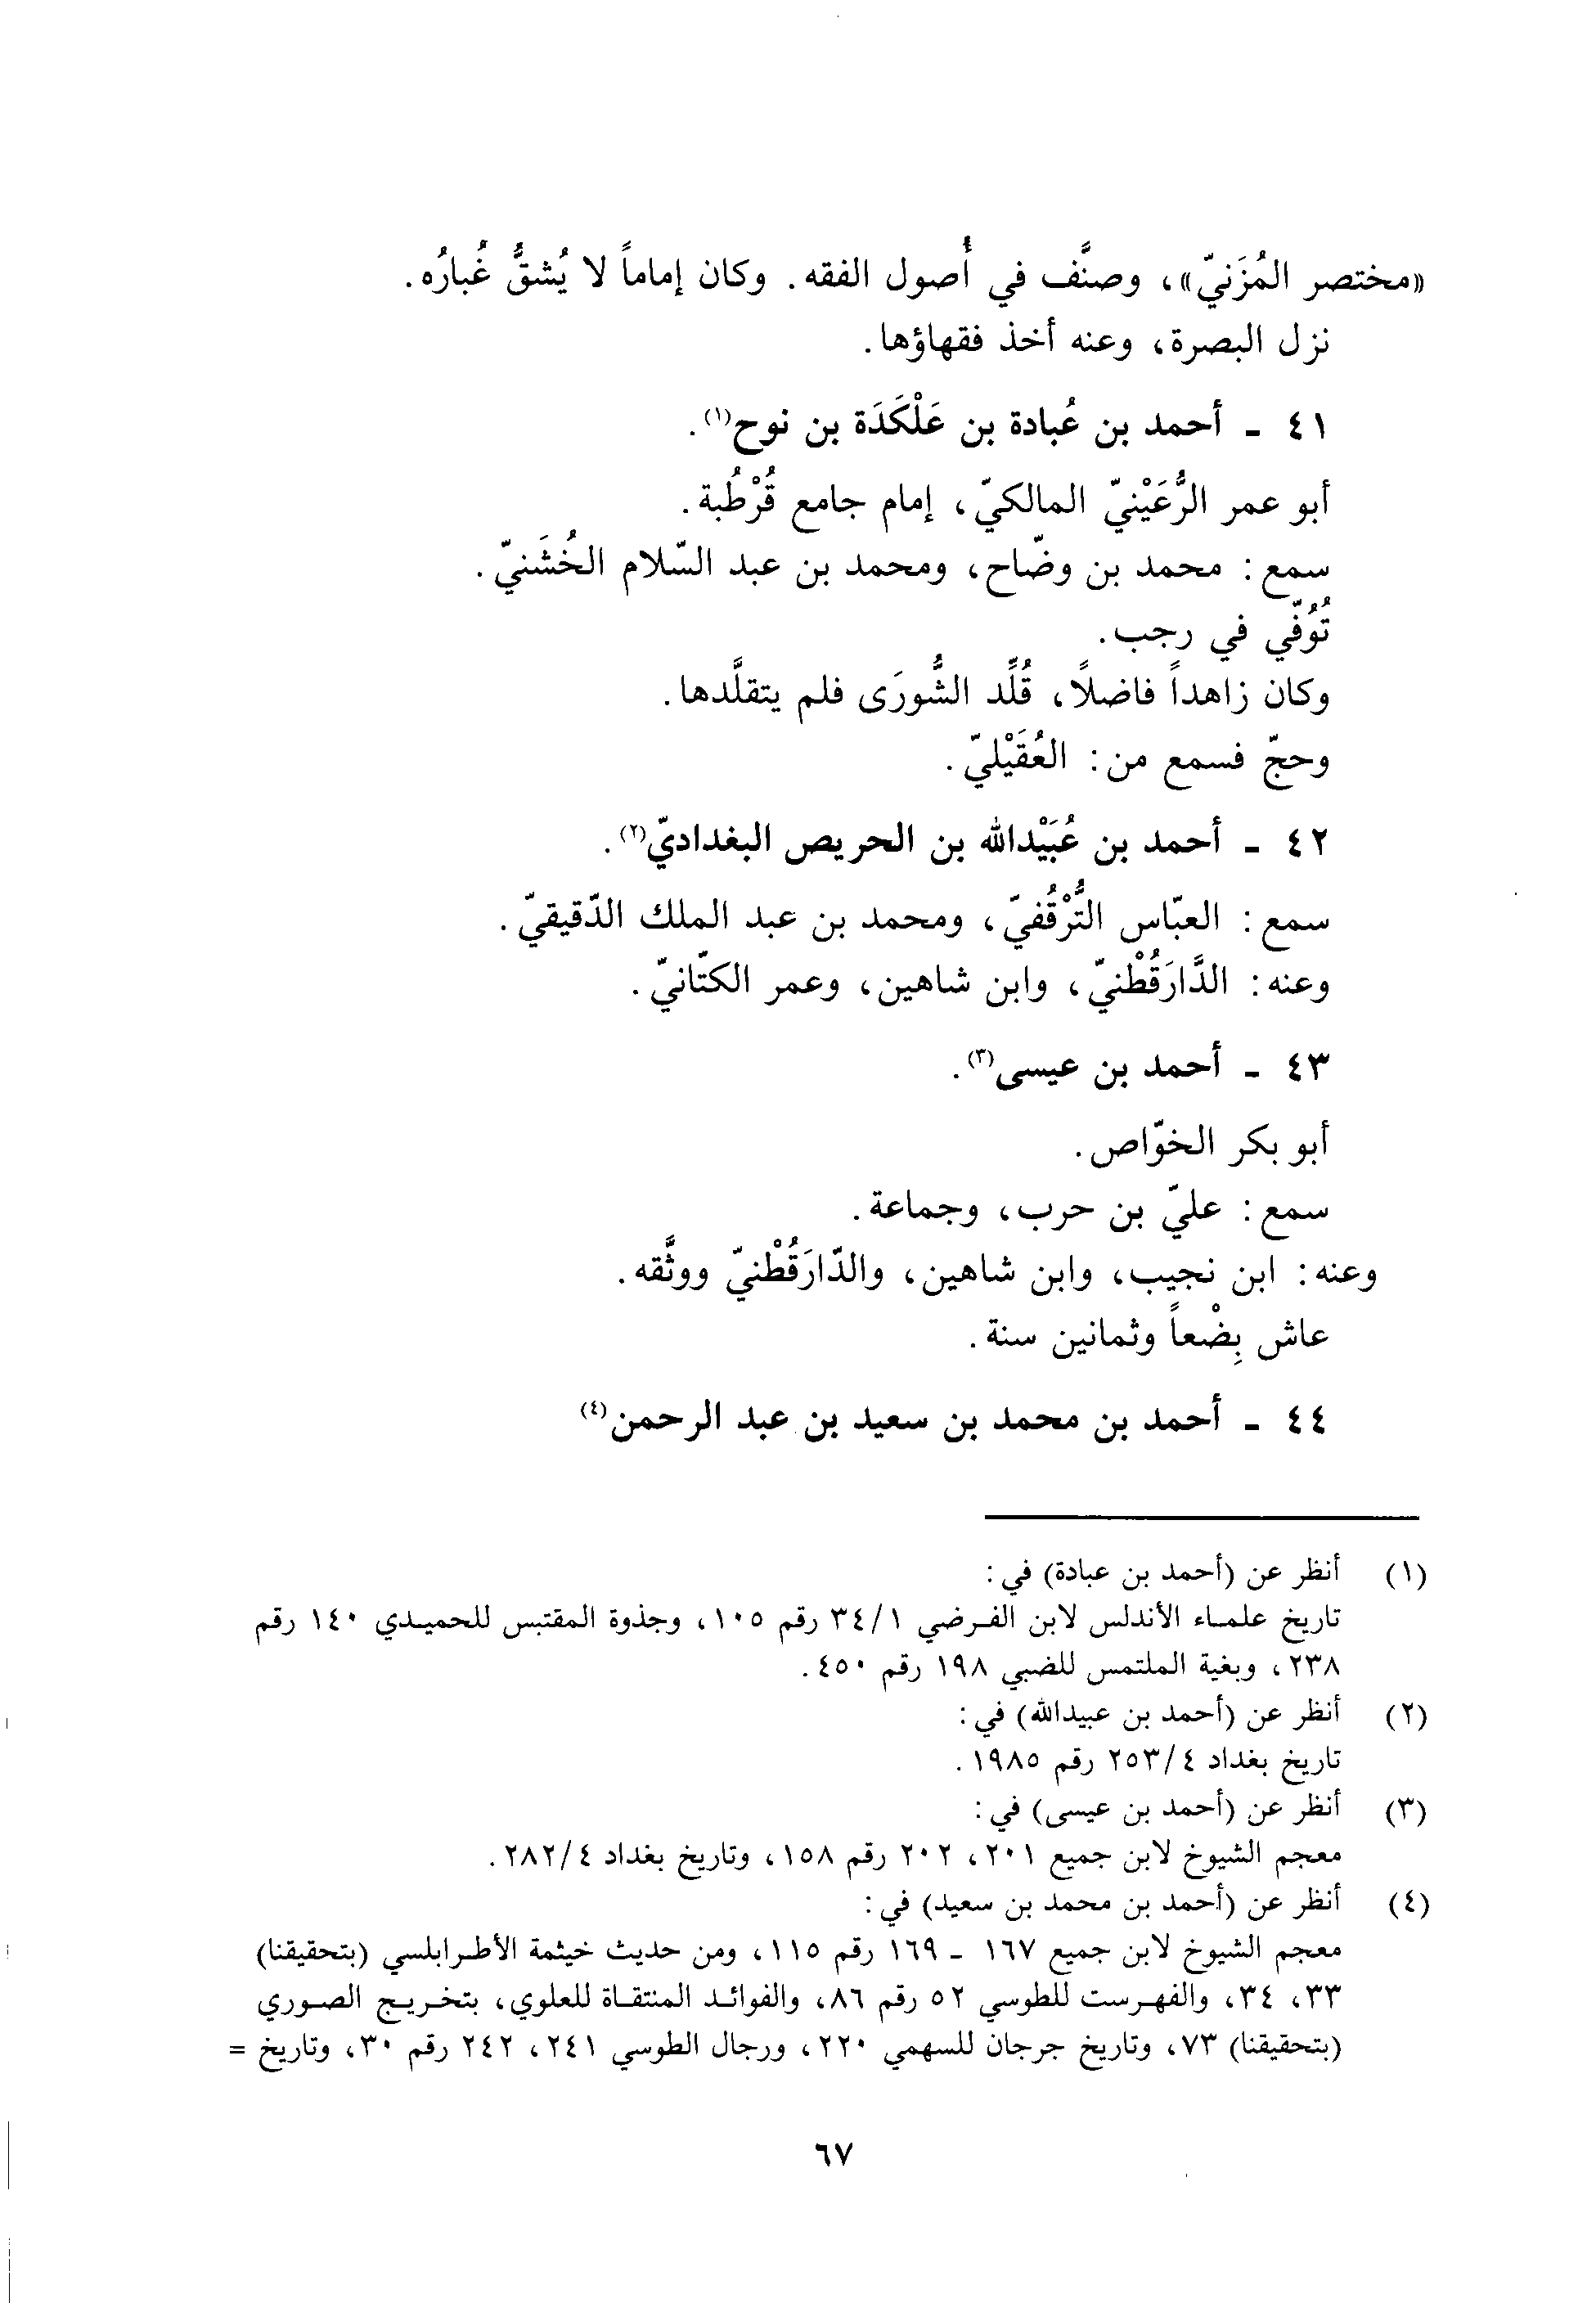 «مختصر المُزَنيّ»، وصنَّف في أُصول الفقه. وكان إماماً لا يُشقُّ غُبارُه.
نزل البصرة، وعنه أخذ فقهاؤها.
٤١ - أحمد بن عُبادة بن عَلْكَدَة بن نوح(١).
أبو عمر الرُّعَيْنيّ المالكيّ، إمام جامع قُرْطُبة.
سمع: محمد بن وضّاح، ومحمد بن عبد السّلام الخُشَنيّ.
تُوُفّي في رجب.
وكان زاهداً فاضلاً، قُلِّد الشُّورَى فلم يتقلَّدها.
وحجّ فسمع من: العُقَيْليّ.
٤٢ - أحمد بن عُبَيْدالله بن الحريص البغداديّ(٢).
سمع: العبّاس التُّرْقُفيّ، ومحمد بن عبد الملك الدّقيقيّ.
وعنه: الدَّارَقُطْنيّ، وابن شاهين، وعمر الكتّانيّ.
٤٣ - أحمد بن عيسى(٣).
أبو بكر الخوّاص.
سمع: عليّ بن حرب، وجماعة.
وعنه: ابن نجيب، وابن شاهين، والدّارَقُطْنيّ ووثَّقه.
عاش بِضْعاً وثمانين سنة.
٤٤ - أحمد بن محمد بن سعيد بن عبد الرحمن(٤)
(١) أنظر عن (أحمد بن عبادة) في:
تاريخ علماء الأندلس لابن الفرضي ٣٤/١ رقم ١٠٥، وجذوة المقتبس للحميدي ١٤٠ رقم
٢٣٨، وبغية الملتمس للضبي ١٩٨ رقم ٤٥٠.
(٢) أنظر عن (أحمد بن عبيدالله) في:
تاريخ بغداد ٢٥٣/٤ رقم ١٩٨٥.
(٣) أنظر عن (أحمد بن عيسى) في:
معجم الشيوخ لابن جميع ٢٠١، ٢٠٢ رقم ١٥٨، وتاريخ بغداد ٢٨٢/٤.
(٤) أنظر عن (أحمد بن محمد بن سعيد) في:
معجم الشيوخ لابن جميع ١٦٧ - ١٦٩ رقم ١١٥، ومن حديث خيثمة الأطرابلسي (بتحقيقنا)
٣٣، ٣٤، والفهرست للطوسي ٥٢ رقم ٨٦، والفوائد المنتقاة للعلوي، بتخريج الصوري
(بتحقيقنا) ٧٣، وتاريخ جرجان للسهمي ٢٢٠، ورجال الطوسي ٢٤١، ٢٤٢ رقم ٣٠، وتاريخ =
٦٧